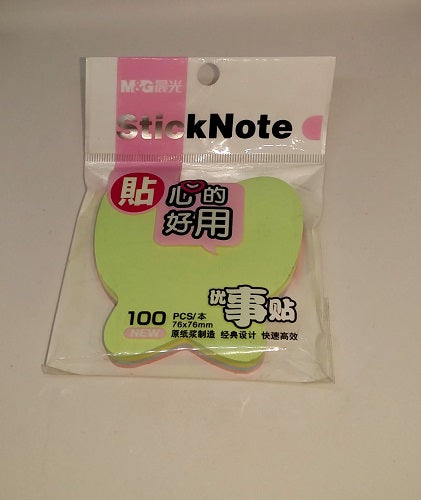 M&G晨光
StickNote
貼心的
好用
优事贴
100 PCS/本
76x76mm
NEW
原纸浆制造 经典设计 快速高效